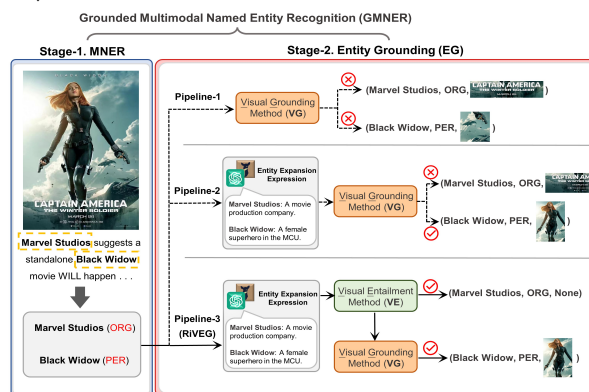 Grounded Multimodal Named Entity Recognition (GMNER)
Stage-1. MNER
Stage-2. Entity Grounding (EG)
CAPTAIN AMERICA
THE WINTER SOLDIER
Marvel Studios suggests a
standalone Black Widow
movie WILL happen . . .
Marvel Studios (ORG)
Black Widow (PER)
Pipeline-1
Visual Grounding
Method (VG)
(Marvel Studios, ORG, CAPTAIN AMERICA )
(Black Widow, PER, )
Pipeline-2
Entity Expansion
Expression
Marvel Studios: A movie
production company.
Black Widow: A female
superhero in the MCU.
Visual Grounding
Method (VG)
(Marvel Studios, ORG,
(Black Widow, PER, )
Pipeline-3
(RiVEG)
Entity Expansion
Expression
Marvel Studios: A movie
production company.
Black Widow: A female
superhero in the MCU.
Visual Entailment
Method (VE)
(Marvel Studios, ORG, None)
Visual Grounding
Method (VG)
(Black Widow, PER, )